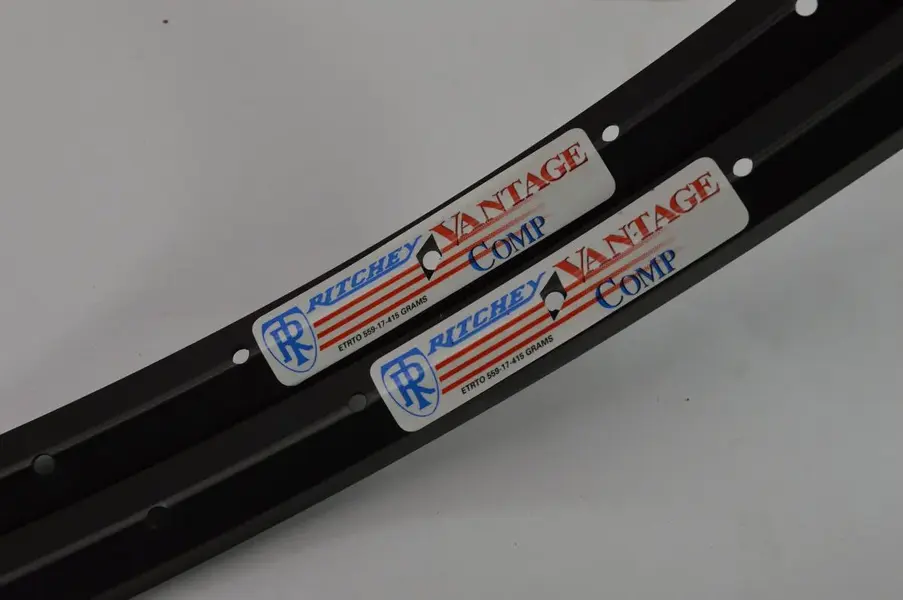 RITCHEY VANTAGE
COMP
ETRTO 559-17-415 GRAMS
RITCHEY VANTAGE
COMP
ETRTO 559-17-415 GRAMS